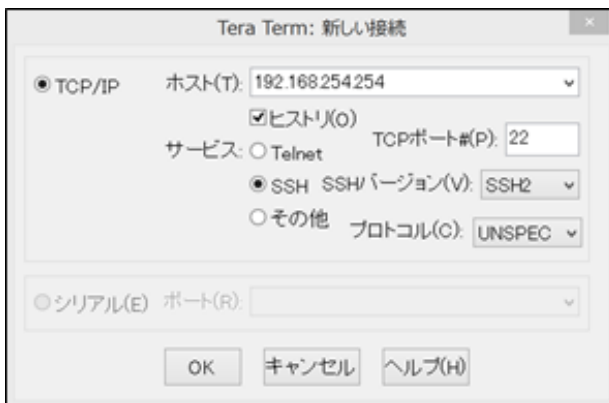 Tera Term: 新しい接続
×
TCP/IP
ホスト(T): 192.168.254.254
ヒストリ(O)
サービス: Telnet
TCPポート#(P): 22
SSH SSHバージョン(V): SSH2
その他 プロトコル(C): UNSPEC
シリアル(E) ポート(R):
OK キャンセル ヘルプ(H)